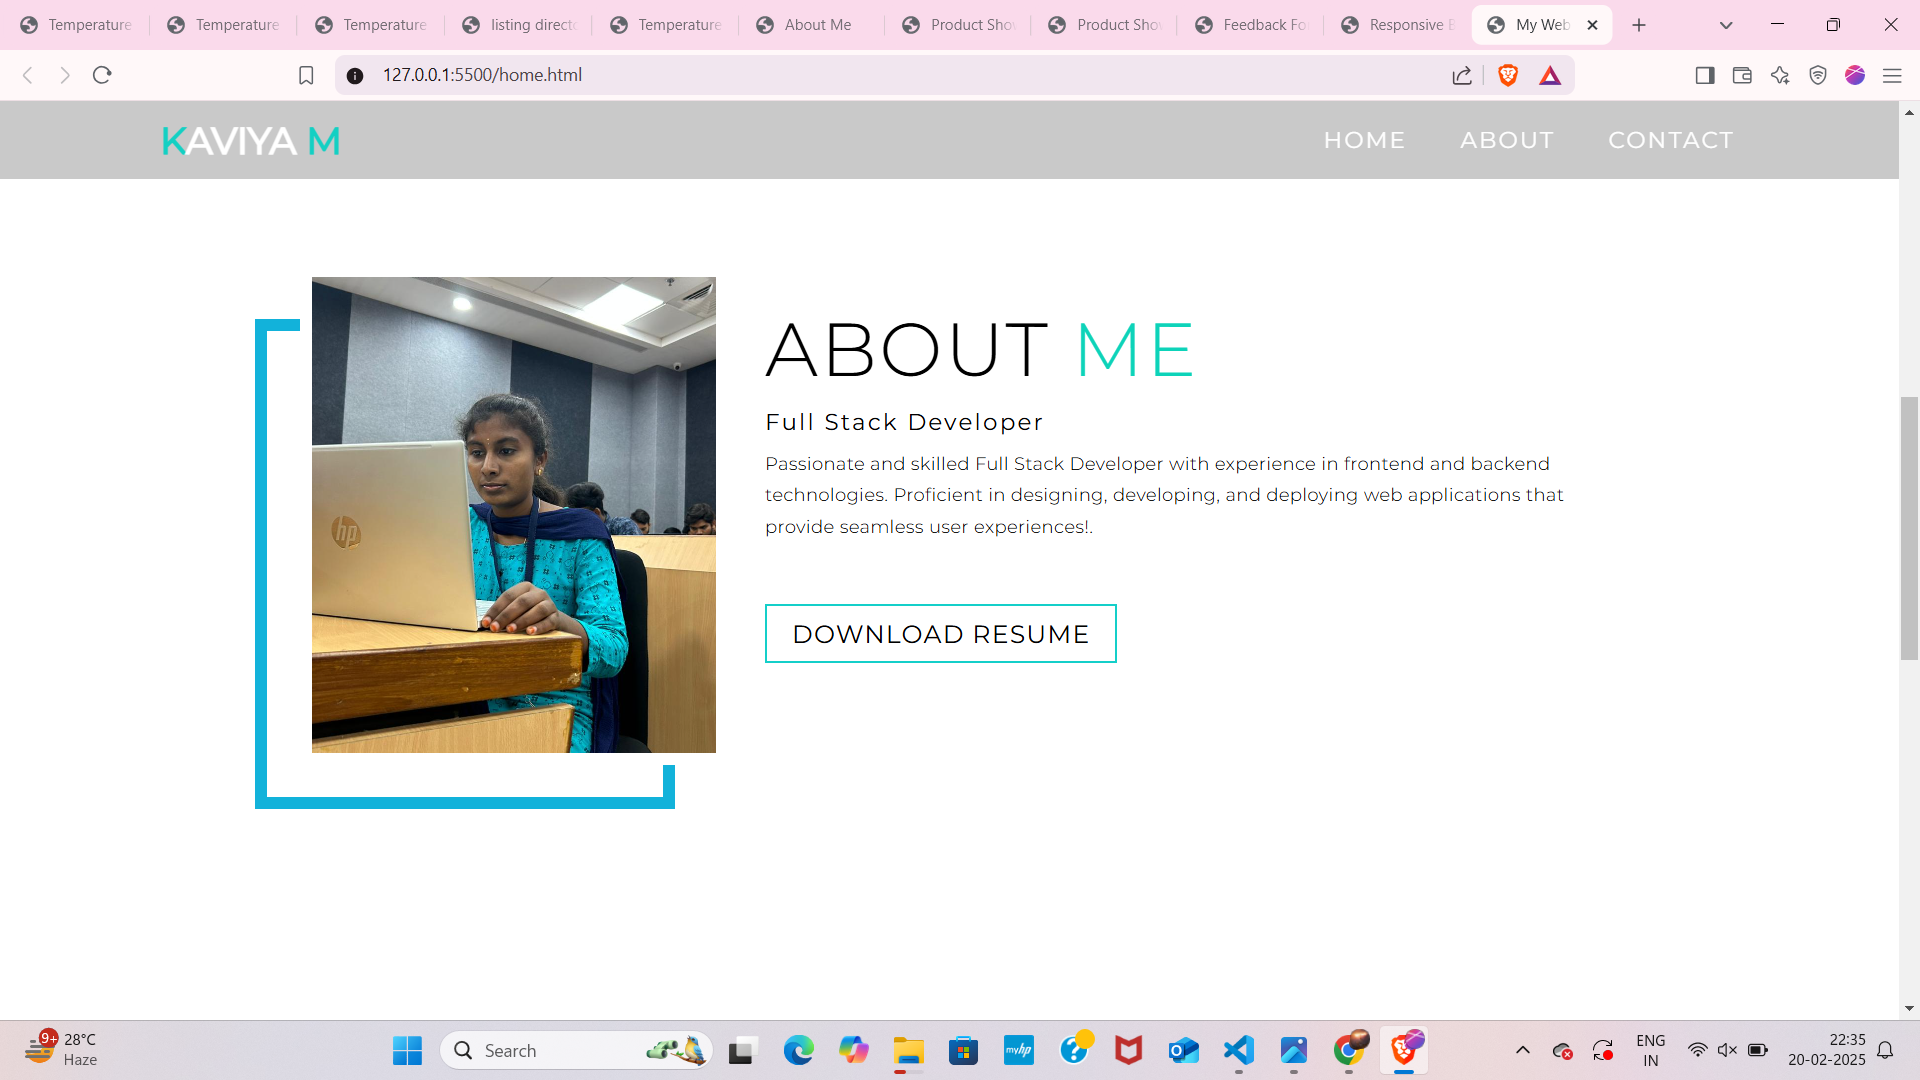 Temperature
Temperature
Temperature
listing directo
Temperature
About Me
Product Show
Product Show
Feedback Fo
Responsive B
My Web
127.0.0.1:5500/home.html
KAVIYA M
HOME
ABOUT
CONTACT
hp
ABOUT ME
Full Stack Developer
Passionate and skilled Full Stack Developer with experience in frontend and backend
technologies. Proficient in designing, developing, and deploying web applications that
provide seamless user experiences!.
DOWNLOAD RESUME
9+
28°C
Haze
Search
myhp
ENG
IN
22:35
20-02-2025